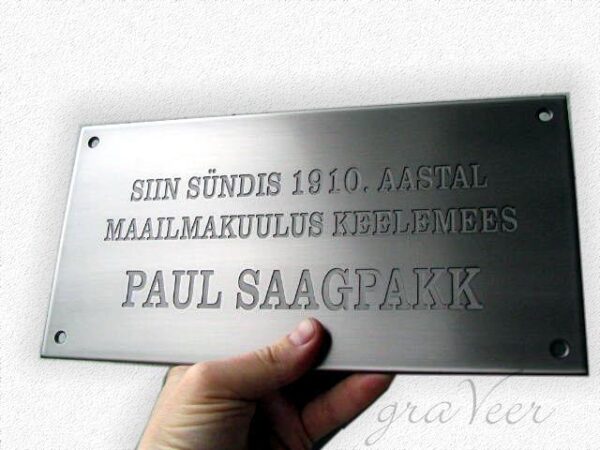 SIIN SÜNDIS 1910. AASTAL
MAAILMAKUULUS KEELEMEES
PAUL SAAGPAKK
graVeer